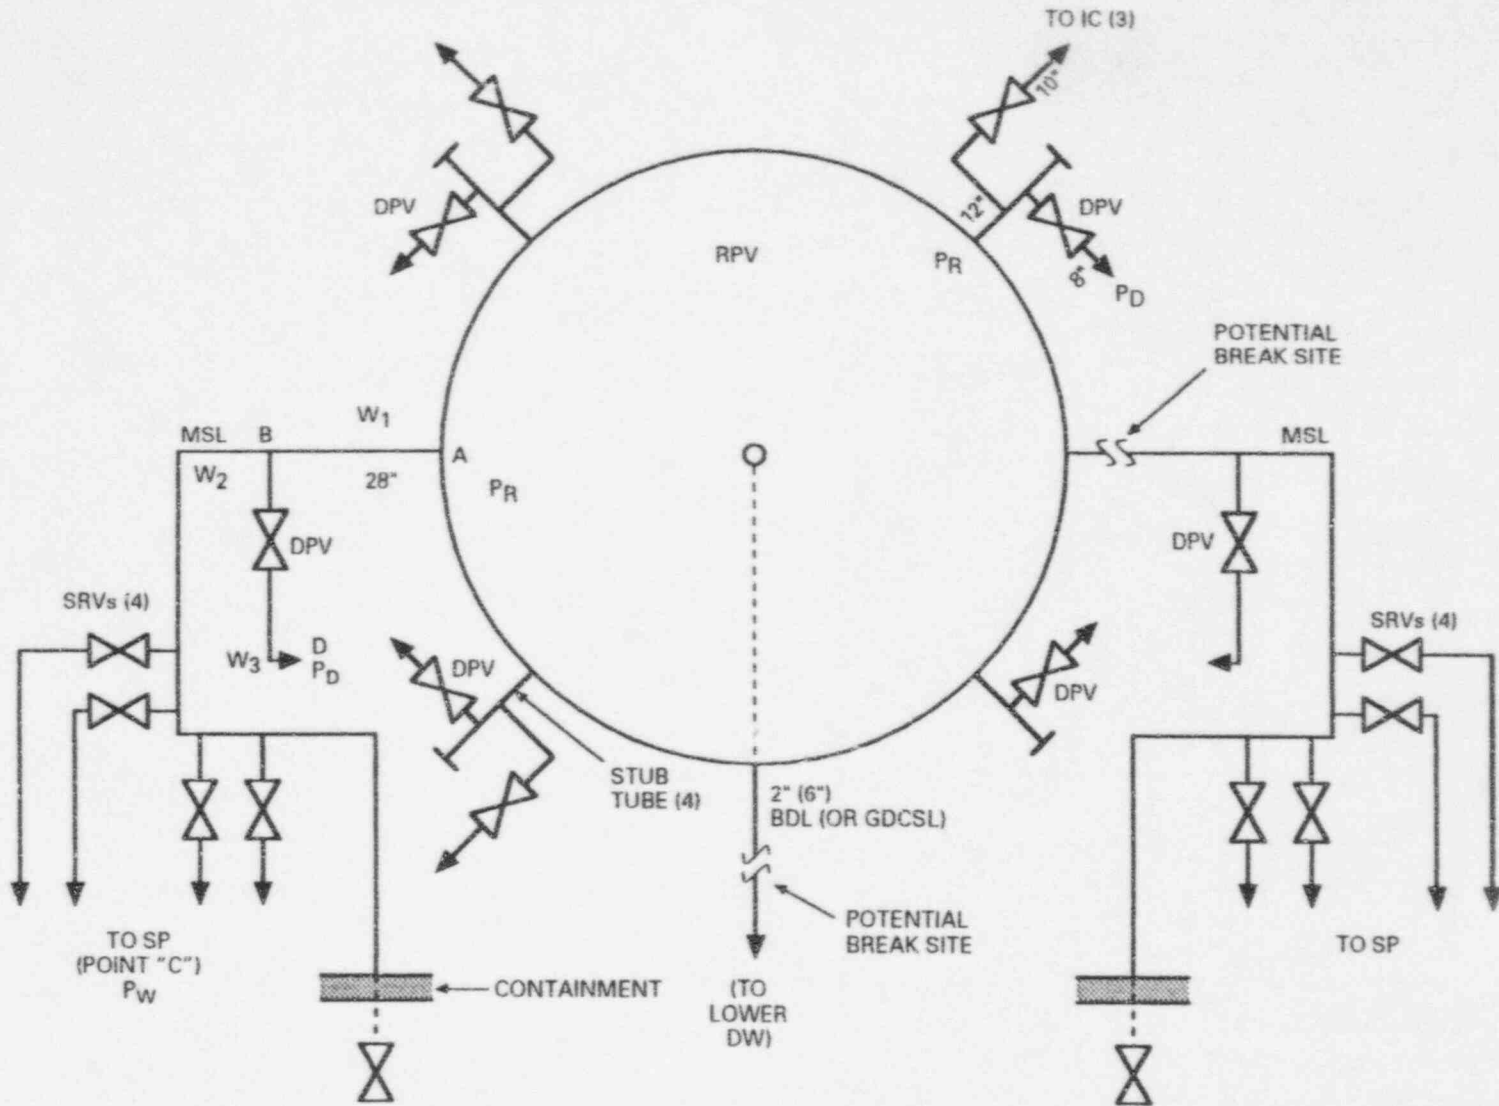 TO IC (3)
10"
DPV
12"
DPV
8"
RPV
PR
PD
POTENTIAL
BREAK SITE
W1
MSL
B
A
MSL
W2
28"
PR
DPV
DPV
SRVs (4)
SRVs (4)
W3
D
PD
DPV
DPV
STUB
TUBE (4)
2" (6")
BDL (OR GDCSL)
POTENTIAL
BREAK SITE
TO SP
(POINT "C")
PW
TO SP
CONTAINMENT
(TO
LOWER
DW)